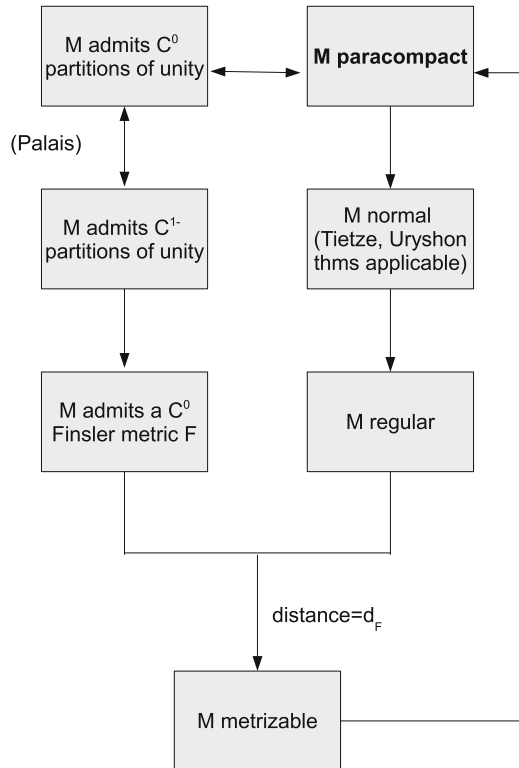 M admits C⁰
partitions of unity
M paracompact
(Palais)
M admits C¹⁻
partitions of unity
M normal
(Tietze, Uryshon
thms applicable)
M admits a C⁰
Finsler metric F
M regular
distance=d_F
M metrizable